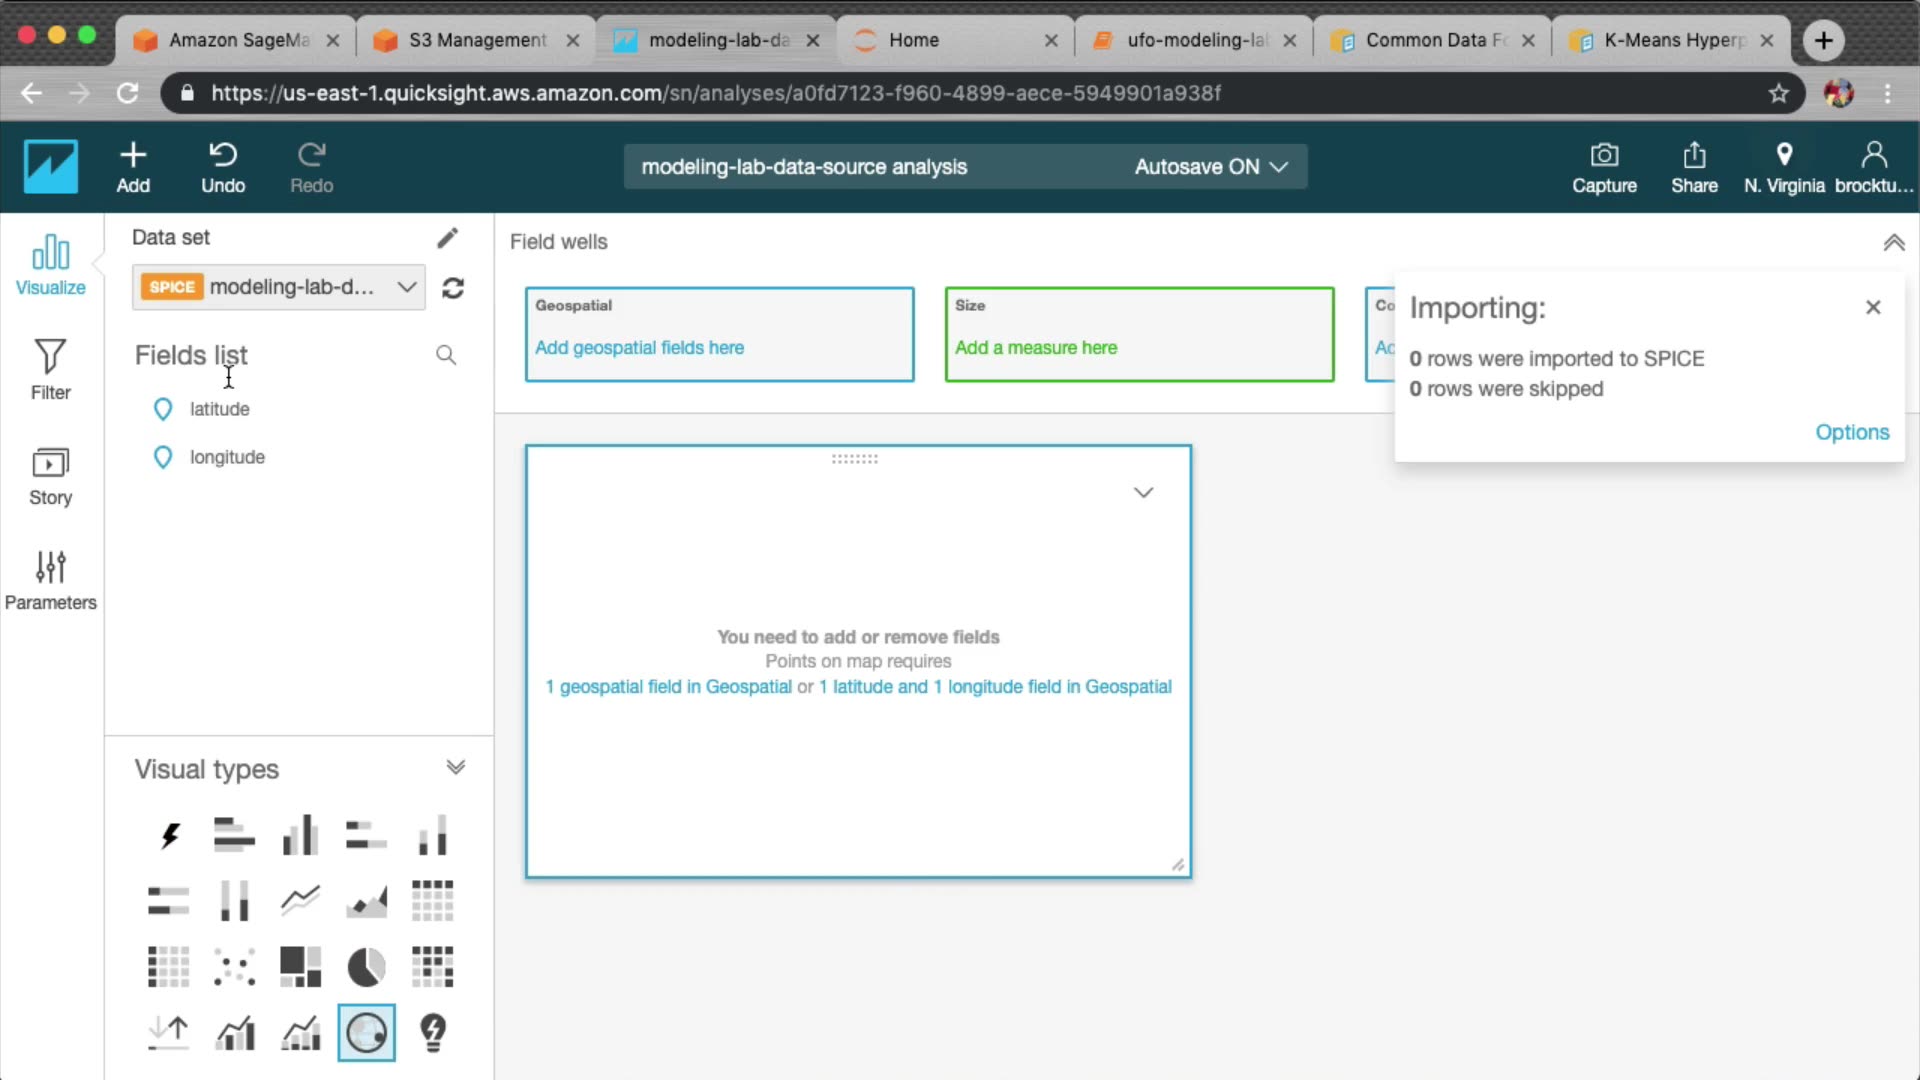 Amazon SageMa
S3 Management
modeling-lab-da
Home
ufo-modeling-la
Common Data Fo
K-Means Hyperp
https://us-east-1.quicksight.aws.amazon.com/sn/analyses/a0fd7123-f960-4899-aece-5949901a938f
Add
Undo
Redo
modeling-lab-data-source analysis
Autosave ON
Capture
Share
N. Virginia
brocktu...
Visualize
Filter
Story
Parameters
Data set
SPICE modeling-lab-d...
Fields list
latitude
longitude
Visual types
Field wells
Geospatial
Add geospatial fields here
Size
Add a measure here
Co
Ad
Importing:
0 rows were imported to SPICE
0 rows were skipped
Options
You need to add or remove fields
Points on map requires
1 geospatial field in Geospatial or 1 latitude and 1 longitude field in Geospatial